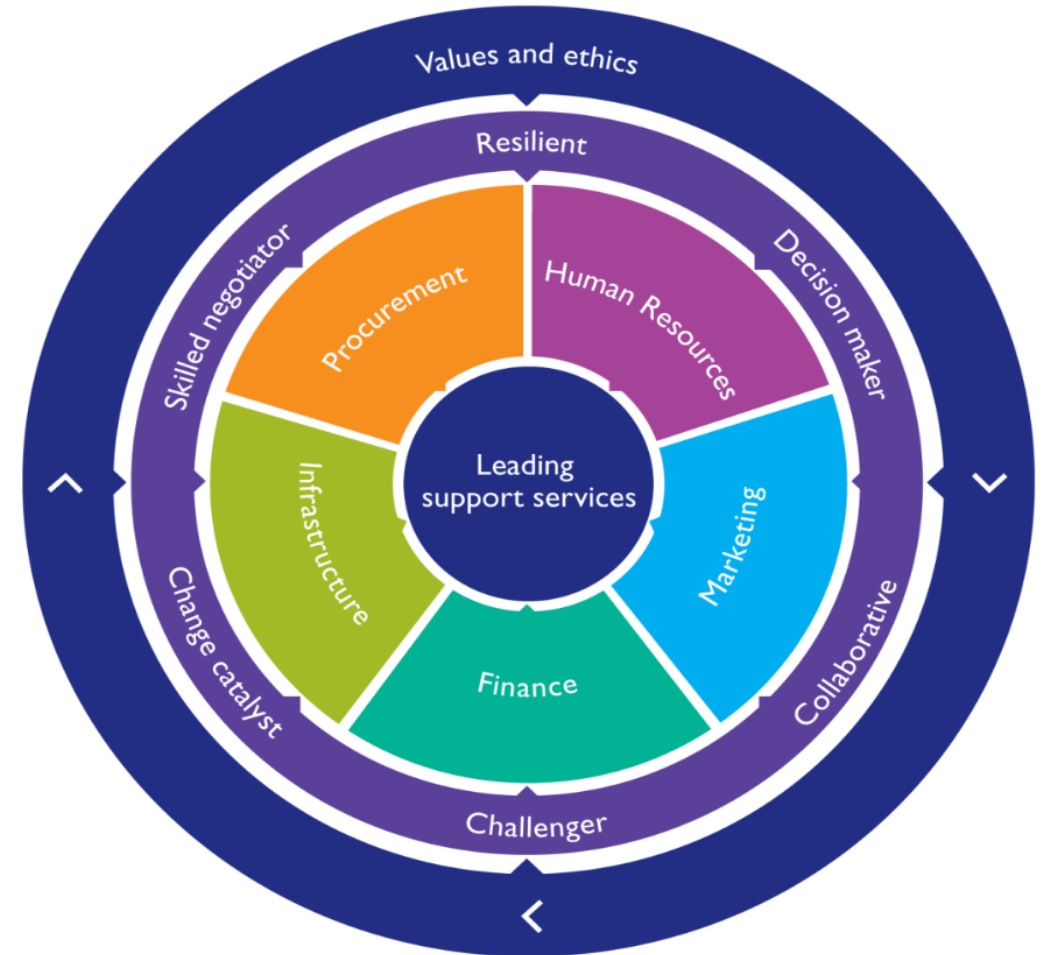 Values and ethics
Resilient
Decision maker
Collaborative
Challenger
Change catalyst
Skilled negotiator
Human Resources
Marketing
Finance
Infrastructure
Procurement
Leading
support services